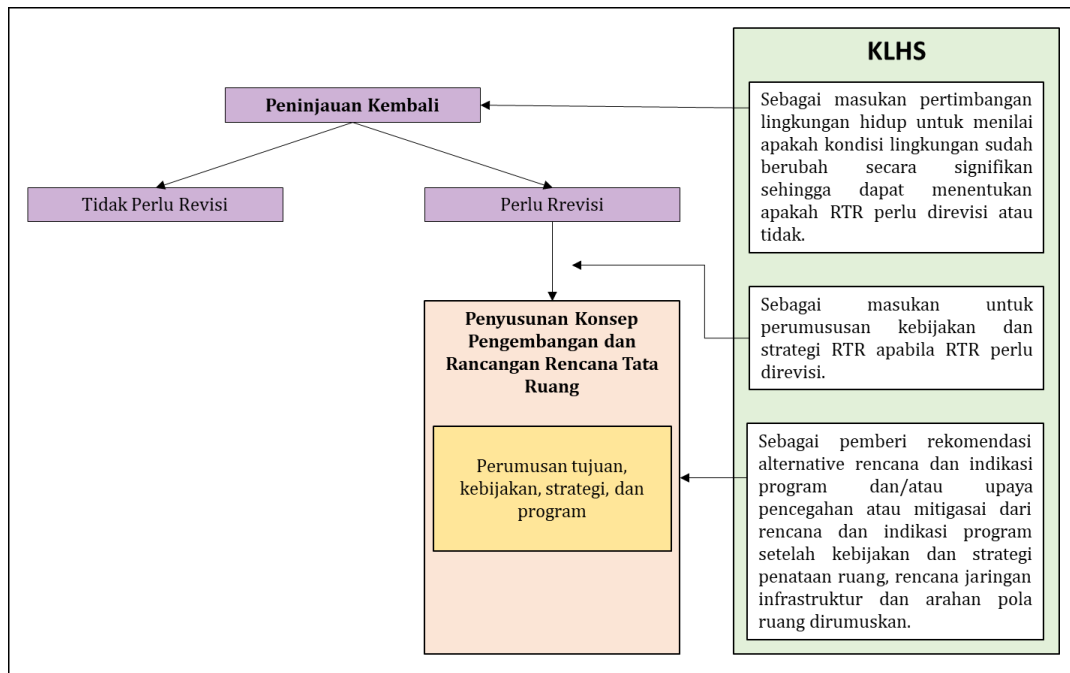 KLHS
Peninjauan Kembali
Tidak Perlu Revisi
Perlu Rrevisi
Penyusunan Konsep
Pengembangan dan
Rancangan Rencana Tata
Ruang
Perumusan tujuan,
kebijakan, strategi, dan
program
Sebagai masukan pertimbangan
lingkungan hidup untuk menilai
apakah kondisi lingkungan sudah
berubah secara signifikan
sehingga dapat menentukan
apakah RTR perlu direvisi atau
tidak.
Sebagai masukan untuk
perumususan kebijakan dan
strategi RTR apabila RTR perlu
direvisi.
Sebagai pemberi rekomendasi
alternative rencana dan indikasi
program dan/atau upaya
pencegahan atau mitigasai dari
rencana dan indikasi program
setelah kebijakan dan strategi
penataan ruang, rencana jaringan
infrastruktur dan arahan pola
ruang dirumuskan.